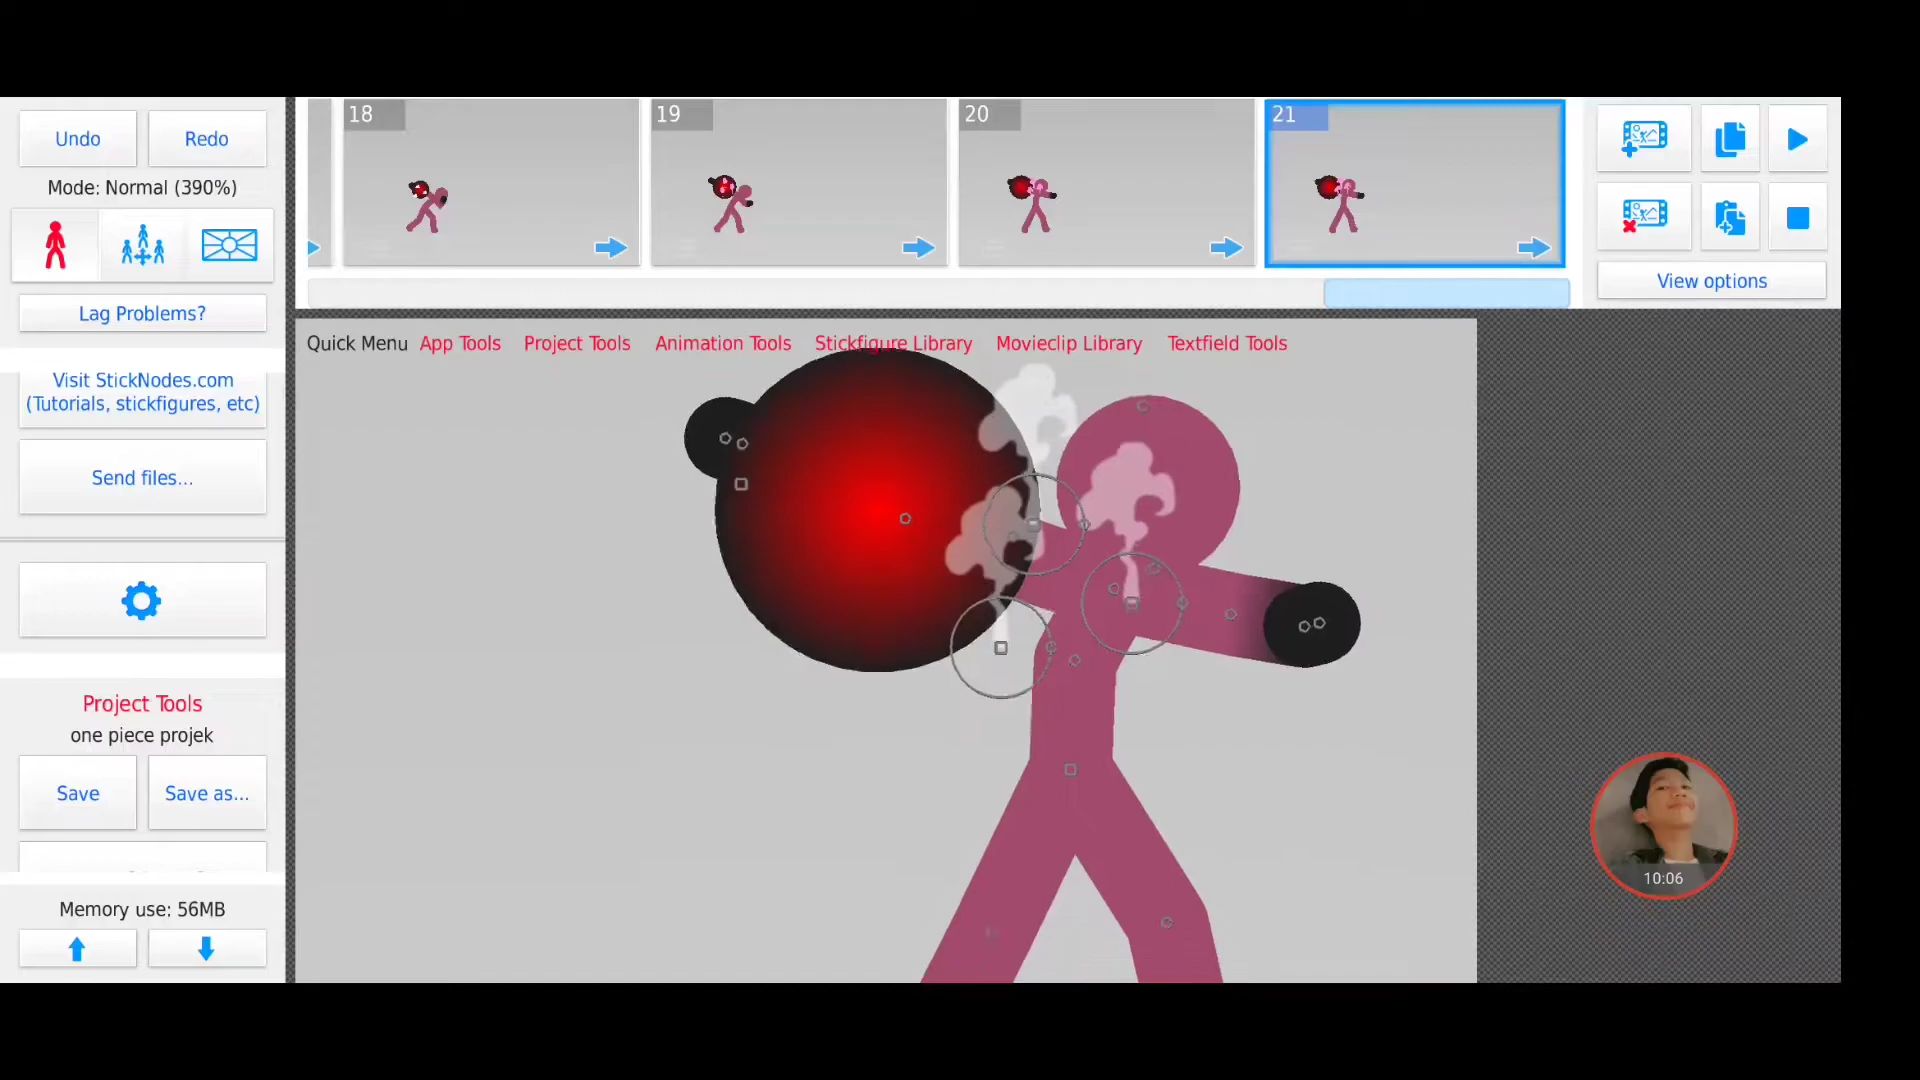 Undo
Redo
Mode: Normal (390%)
Lag Problems?
Visit StickNodes.com
(Tutorials, stickfigures, etc)
Send files...
Project Tools
one piece projek
Save
Save as...
Memory use: 56MB
18
19
20
21
View options
Quick Menu
App Tools
Project Tools
Animation Tools
Stickfigure Library
Movieclip Library
Textfield Tools
10:06